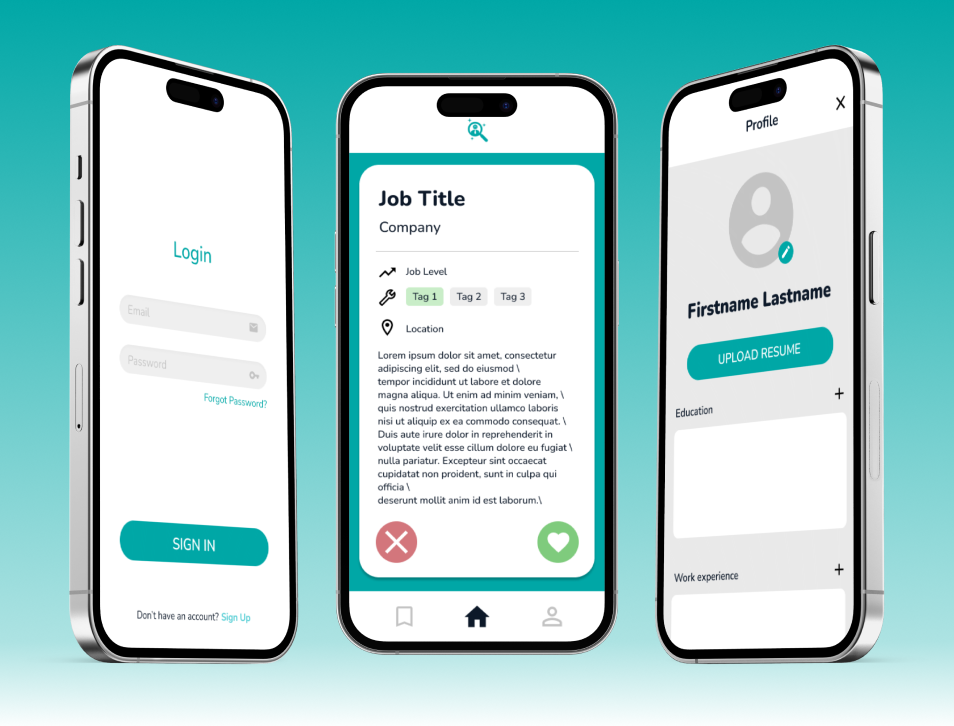 Login
Email
Password
Forgot Password?
SIGN IN
Don't have an account? Sign Up
Job Title
Company
Job Level
Tag 1 Tag 2 Tag 3
Location
Lorem ipsum dolor sit amet, consectetur
adipiscing elit, sed do eiusmod \
tempor incididunt ut labore et dolore
magna aliqua. Ut enim ad minim veniam, \
quis nostrud exercitation ullamco laboris
nisi ut aliquip ex ea commodo consequat. \
Duis aute irure dolor in reprehenderit in
voluptate velit esse cillum dolore eu fugiat \
nulla pariatur. Excepteur sint occaecat
cupidatat non proident, sunt in culpa qui
officia \
deserunt mollit anim id est laborum.\
X
Profile
Firstname Lastname
UPLOAD RESUME
Education +
Work experience +